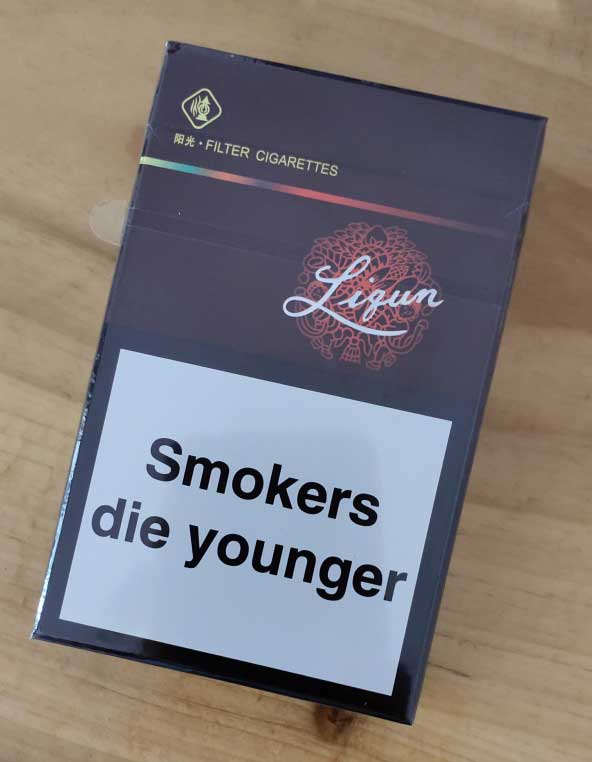 阳光·FILTER CIGARETTES
Liqun
Smokers
die younger